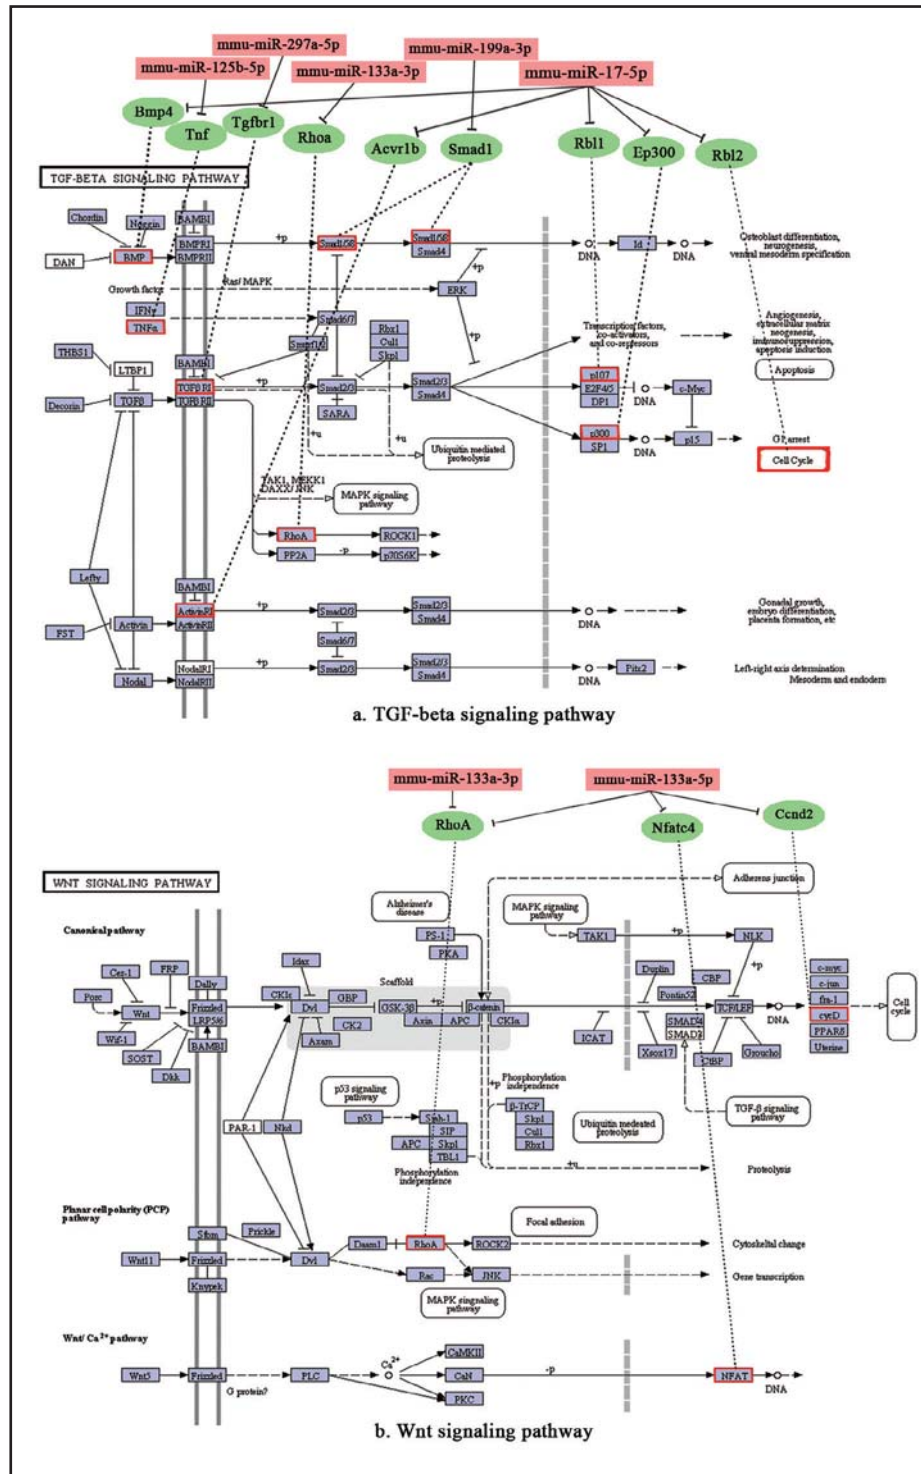 mmu-miR-297a-5p
mmu-miR-199a-3p
mmu-miR-125b-5p
mmu-miR-133a-3p
mmu-miR-17-5p
Bmp4
Tnf
Tgfbr1
Rhoa
Acvr1b
Smad1
Rbl1
Ep300
Rbl2
TGF-BETA SIGNALING PATHWAY
Chordin
Noggin
BAMBI
DAN
BMP
BMPRI
BMPRII
+p
Smad1/5/8
Smad1/5/8
Smad4
+p
DNA
Id
DNA
Osteoblast differentiation,
neurogenesis,
ventral mesoderm specification
Growth factor
Ras/ MAPK
ERK
IFNγ
TNFα
Smad6/7
Smurf1/2
Rbx1
Cul1
Skp1
+p
Transcription factors,
co-activators,
and co-repressors
Angiogenesis,
extracellular matrix
neogenesis,
immunosuppression,
apoptosis induction
Apoptosis
THBS1
LTBP1
BAMBI
Decorin
TGFβ
TGFβRI
TGFβRII
+p
Smad2/3
SARA
Smad2/3
Smad4
p107
E2F4/5
DP1
DNA
c-Myc
p300
SP1
DNA
p15
G1 arrest
Cell Cycle
+u
+u
Ubiquitin mediated
proteolysis
TAK1, MEKK1
DAXX/ JNK
MAPK signaling
pathway
RhoA
ROCK1
PP2A
-p
p70S6K
Lefty
FST
Activin
BAMBI
ActivinRI
ActivinRII
+p
Smad2/3
Smad2/3
Smad4
DNA
Gonadal growth,
embryo differentiation,
placenta formation, etc
Smad6/7
Nodal
NodalRI
NodalRII
+p
Smad2/3
Smad2/3
Smad4
DNA
Pitx2
Left-right axis determination
Mesoderm and endoderm
a. TGF-beta signaling pathway
mmu-miR-133a-3p
mmu-miR-133a-5p
RhoA
Nfatc4
Ccnd2
WNT SIGNALING PATHWAY
Canonical pathway
Alzheimer's
disease
MAPK signaling
pathway
Adherens junction
PS-1
PKA
TAK1
+p
NLK
Cer-1
FRP
Dally
Idax
CK1ε
Scaffold
Duplin
CBP
+p
c-myc
c-jun
fra-1
cycD
PPARδ
Uterine
Porc
Wnt
Frizzled
LRP5/6
Dvl
GBP
GSK-3β
+p
β-catenin
Pontin52
TCF/LEF
DNA
Cell
cycle
Wif-1
SOST
Dkk
BAMBI
CK2
Axam
Axin
APC
CK1α
ICAT
SMAD4
SMAD3
Xsox17
CtBP
Groucho
p53 signaling
pathway
+p
Phosphorylation
independence
TGF-β signaling
pathway
PAR-1
Nkd
p53
Siah-1
SIP
APC
Skp1
TBL1
β-TrCP
Skp1
Cul1
Rbx1
Ubiquitin medeated
proteolysis
Phosphorylation
independence
+u
Proteolysis
Planar cell polarity (PCP)
pathway
Stbm
Prickle
Focal adhesion
Wnt11
Frizzled
Dvl
Daam1
RhoA
ROCK2
Cytoskeltal change
Rac
JNK
Gene transcription
Knypek
MAPK singnaling
pathway
Wnt/ Ca2+ pathway
Wnt5
Frizzled
G protein?
PLC
Ca2+
CaMKII
CaN
PKC
-p
NFAT
DNA
b. Wnt signaling pathway